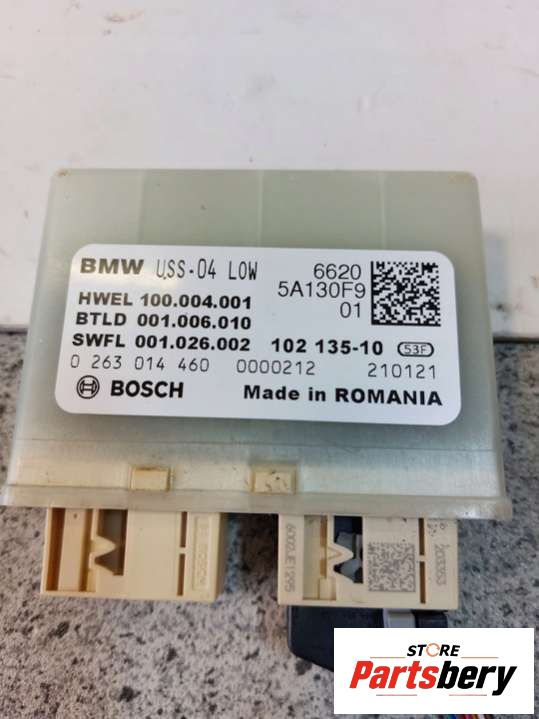 BMW USS-04 LOW 6620
5A130F9
HWEL 100.004.001 01
BTLD 001.006.010
SWFL 001.026.002 102 135-10 53F
0 263 014 460 0000212 210121
BOSCH Made in ROMANIA
STORE
Partsbery